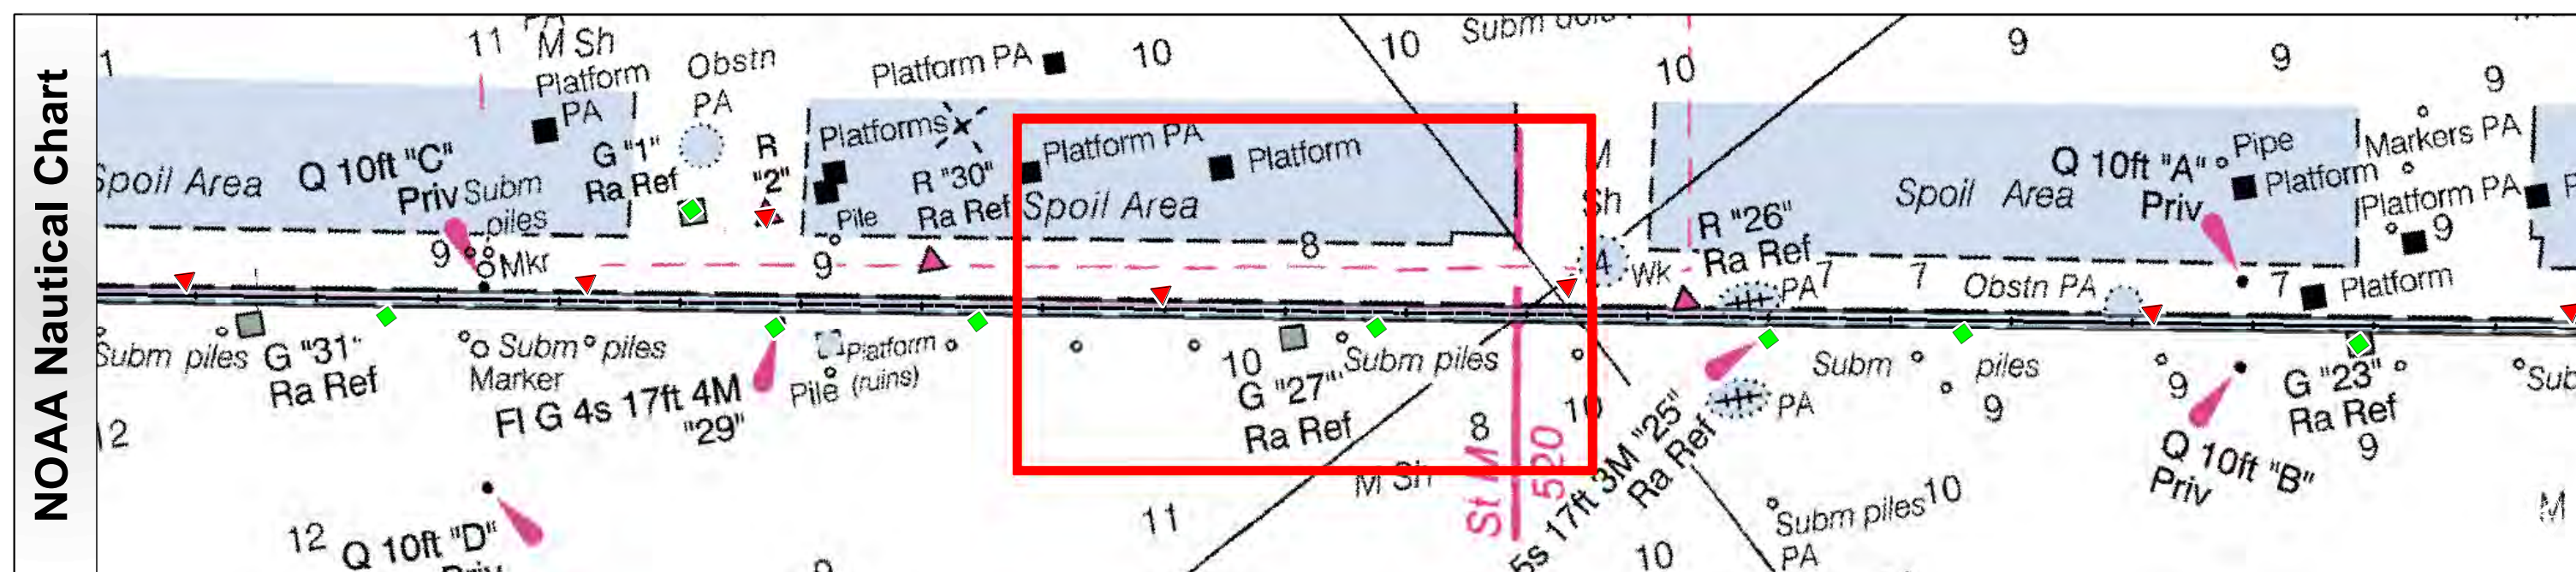 NOAA Nautical Chart
1
11
M Sh
Platform
PA
Obstn
PA
Platform PA
10
10
10
9
9
9
Spoil Area
Q 10ft "C"
Priv
Subm
piles
G "1"
Ra Ref
R
"2"
Platforms
Pile
R "30"
Ra Ref
Platform PA
Platform
Spoil Area
M
Sh
Spoil Area
Q 10ft "A"
Priv
Pipe
Platform
Markers PA
Platform PA
9
9
Mkr
9
8
4
Wk
R "26"
Ra Ref
PA
7
7
Obstn PA
7
Platform
Subm piles
G "31"
Ra Ref
Subm piles
Marker
Fl G 4s 17ft 4M
"29"
Platform
(ruins)
Pile
10
G "27"
Ra Ref
Subm piles
8
10
St M
520
5s 17ft 3M "25"
Ra Ref
PA
Subm
piles
9
9
G "23"
Ra Ref
9
Q 10ft "B"
Priv
Sub
12
12
Q 10ft "D"
Priv
9
11
M Sh
10
Subm piles
PA
10
M